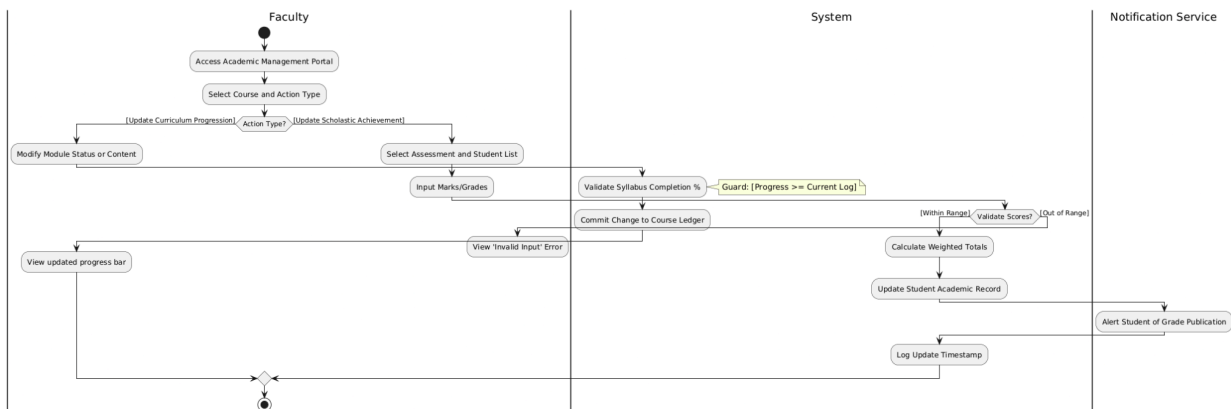 Faculty
System
Notification Service
Access Academic Management Portal
Select Course and Action Type
[Update Curriculum Progression]
Action Type?
[Update Scholastic Achievement]
Modify Module Status or Content
Select Assessment and Student List
Input Marks/Grades
Validate Syllabus Completion %
Guard: [Progress >= Current Log]
Commit Change to Course Ledger
[Within Range]
Validate Scores?
[Out of Range]
View 'Invalid Input' Error
Calculate Weighted Totals
View updated progress bar
Update Student Academic Record
Alert Student of Grade Publication
Log Update Timestamp